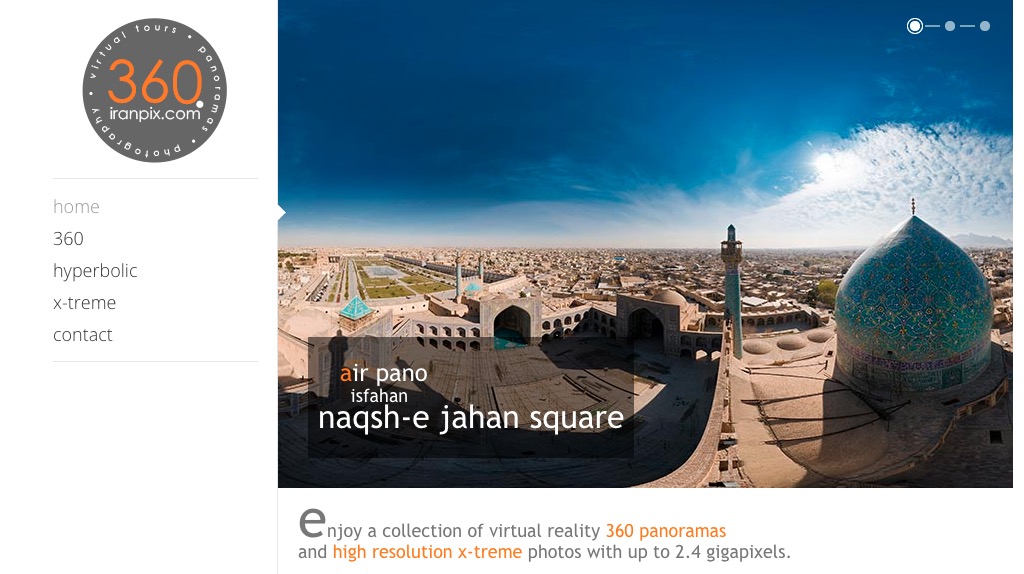 virtual tours • panoramas • photography •
360
iranpix.com
home
360
hyperbolic
x-treme
contact
air pano
isfahan
naqsh-e jahan square
enjoy a collection of virtual reality 360 panoramas
and high resolution x-treme photos with up to 2.4 gigapixels.